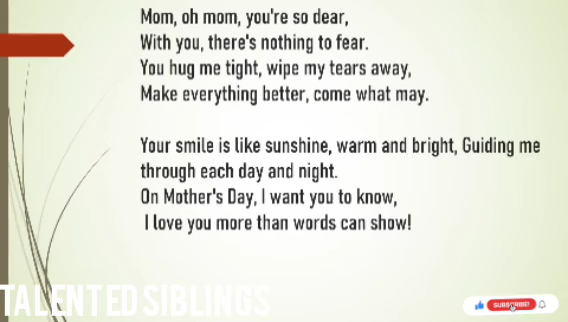 Mom, oh mom, you're so dear,
With you, there's nothing to fear.
You hug me tight, wipe my tears away,
Make everything better, come what may.
Your smile is like sunshine, warm and bright, Guiding me
through each day and night.
On Mother's Day, I want you to know,
I love you more than words can show!
TALENTED SIBLINGS
SUBSCRIBE!